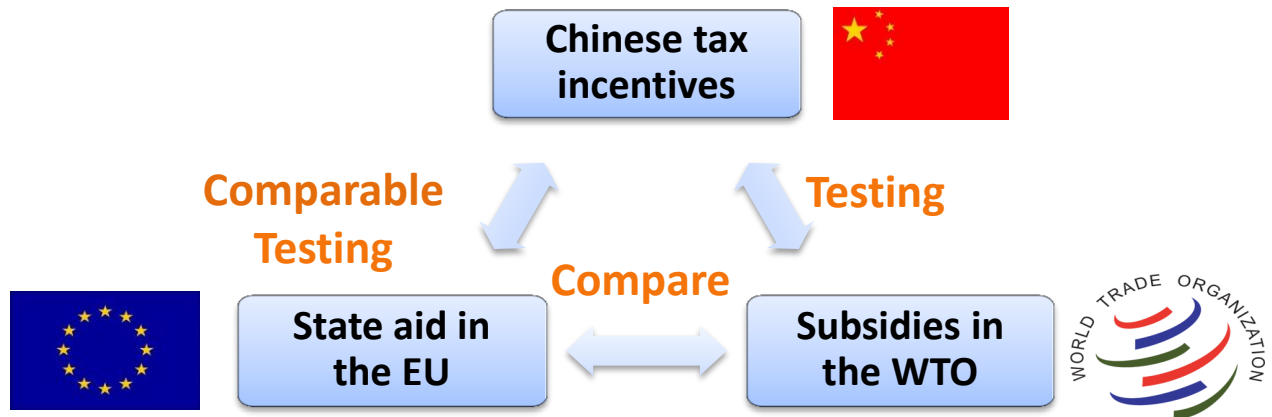 Chinese tax
incentives
Comparable
Testing
Testing
Compare
State aid in
the EU
Subsidies in
the WTO
WORLD TRADE ORGANIZATION